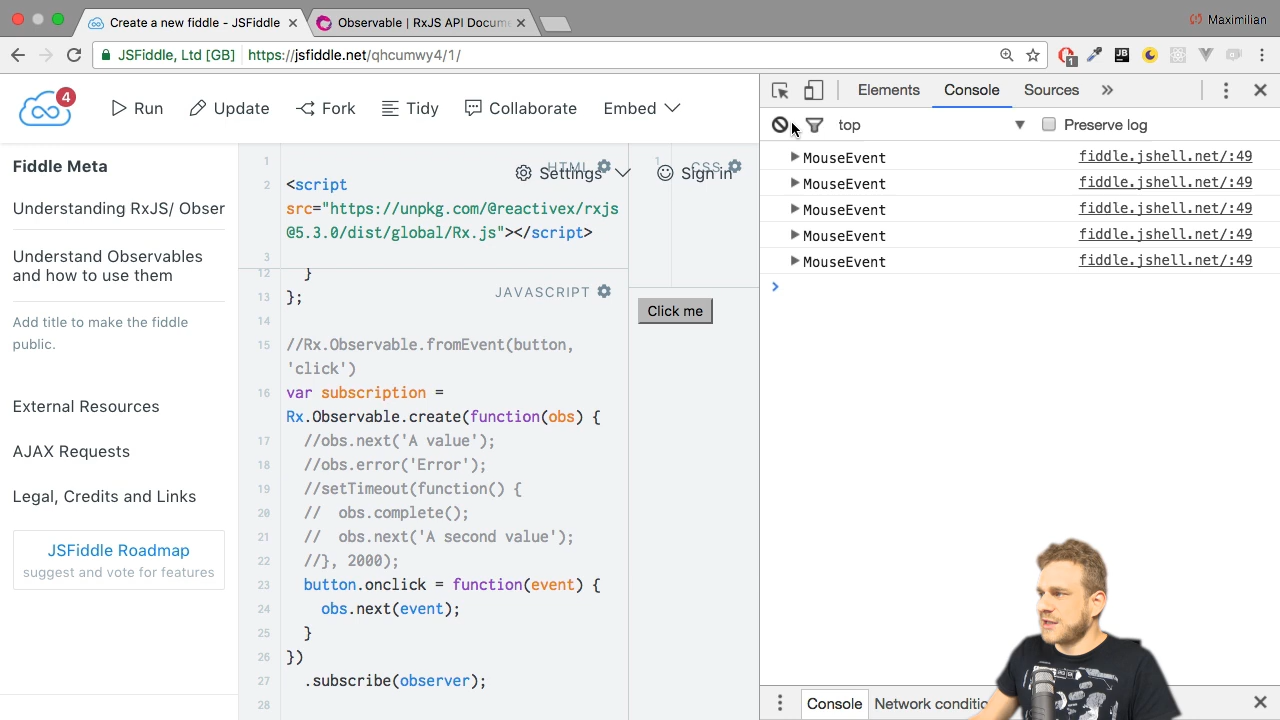 Create a new fiddle - JSFiddle
Observable | RxJS API Docume
Maximilian
JSFiddle, Ltd [GB]
https://jsfiddle.net/qhcumwy4/1/
1
JB
4
Run
Update
Fork
Tidy
Collaborate
Embed
Settings
Sign in
Fiddle Meta
Understanding RxJS/ Obser
Understand Observables
and how to use them
Add title to make the fiddle
public.
External Resources
AJAX Requests
Legal, Credits and Links
JSFiddle Roadmap
suggest and vote for features
HTML
1
2 <script
src="https://unpkg.com/@reactivex/rxjs
@5.3.0/dist/global/Rx.js"></script>
3
CSS
1
JAVASCRIPT
12 }
13 };
14
15 //Rx.Observable.fromEvent(button,
'click')
16 var subscription =
Rx.Observable.create(function(obs) {
17 //obs.next('A value');
18 //obs.error('Error');
19 //setTimeout(function() {
20 // obs.complete();
21 // obs.next('A second value');
22 //}, 2000);
23 button.onclick = function(event) {
24 obs.next(event);
25 }
26 })
27 .subscribe(observer);
28
Click me
Elements
Console
Sources
»
top
Preserve log
MouseEvent fiddle.jshell.net/:49
MouseEvent fiddle.jshell.net/:49
MouseEvent fiddle.jshell.net/:49
MouseEvent fiddle.jshell.net/:49
MouseEvent fiddle.jshell.net/:49
Console
Network conditio